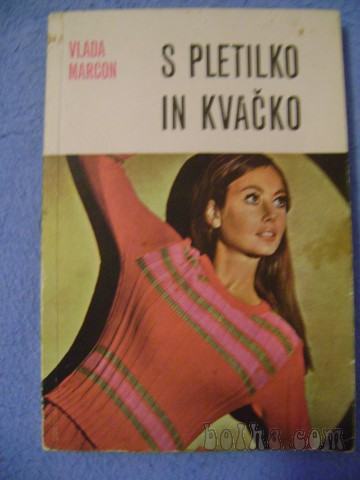 VLADA
MARCON
S PLETILKO
IN KVAČKO
bolha.com